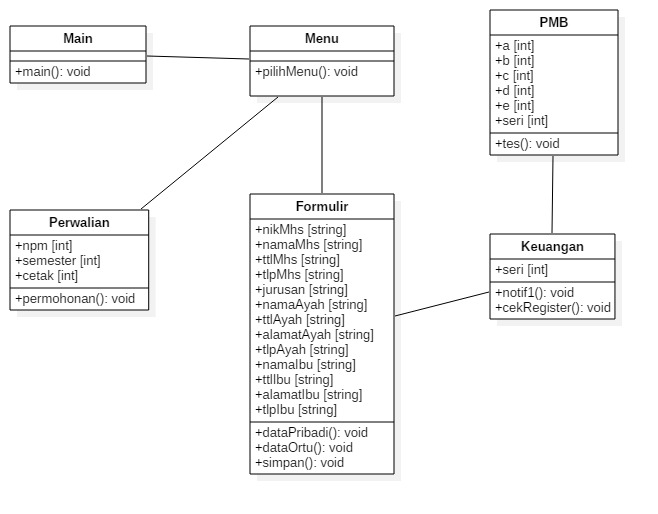 Main
+main(): void
Menu
+pilihMenu(): void
PMB
+a [int]
+b [int]
+c [int]
+d [int]
+e [int]
+seri [int]
+tes(): void
Perwalian
+npm [int]
+semester [int]
+cetak [int]
+permohonan(): void
Formulir
+nikMhs [string]
+namaMhs [string]
+ttlMhs [string]
+tlpMhs [string]
+jurusan [string]
+namaAyah [string]
+ttlAyah [string]
+alamatAyah [string]
+tlpAyah [string]
+namaIbu [string]
+ttlIbu [string]
+alamatIbu [string]
+tlpIbu [string]
+dataPribadi(): void
+dataOrtu(): void
+simpan(): void
Keuangan
+seri [int]
+notif1(): void
+cekRegister(): void